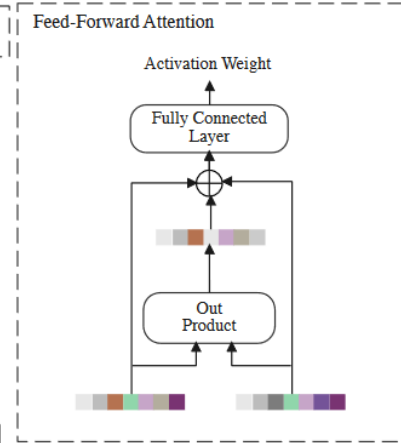 Feed-Forward Attention
Activation Weight
Fully Connected
Layer
Out
Product